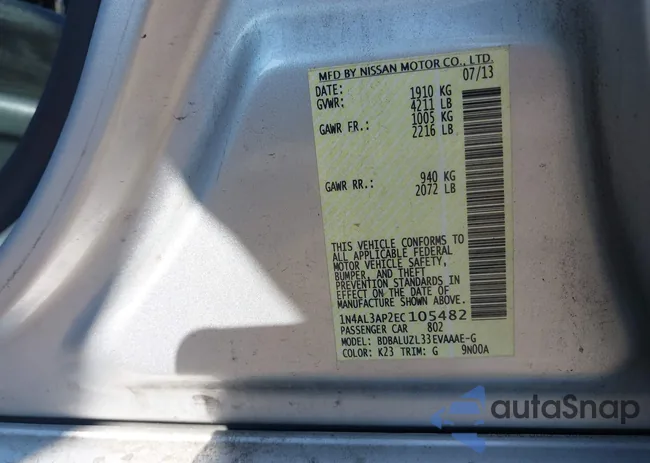 MFD BY NISSAN MOTOR CO., LTD.
DATE: 07/13
GVWR: 1910 KG
4211 LB
GAWR FR.: 1005 KG
2216 LB
GAWR RR.: 940 KG
2072 LB
THIS VEHICLE CONFORMS TO
ALL APPLICABLE FEDERAL
MOTOR VEHICLE SAFETY,
BUMPER, AND THEFT
PREVENTION STANDARDS IN
EFFECT ON THE DATE OF
MANUFACTURE SHOWN ABOVE.
1N4AL3AP2EC105482
PASSENGER CAR 802
MODEL: BDBALUZL33EVAAAE-G
COLOR: K23 TRIM: G 9N00A
autoSnap